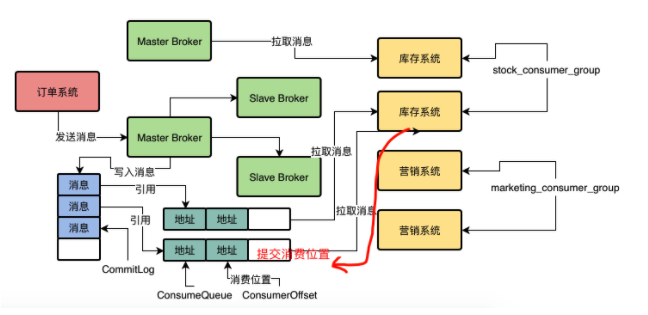 Master Broker
拉取消息
库存系统
stock_consumer_group
订单系统
Slave Broker
库存系统
发送消息
Master Broker
拉取消息
写入消息
Slave Broker
营销系统
marketing_consumer_group
消息
引用
消息
引用
地址
地址
拉取消息
营销系统
消息
地址
地址
提交消费位置
CommitLog
消费位置
ConsumeQueue
ConsumerOffset